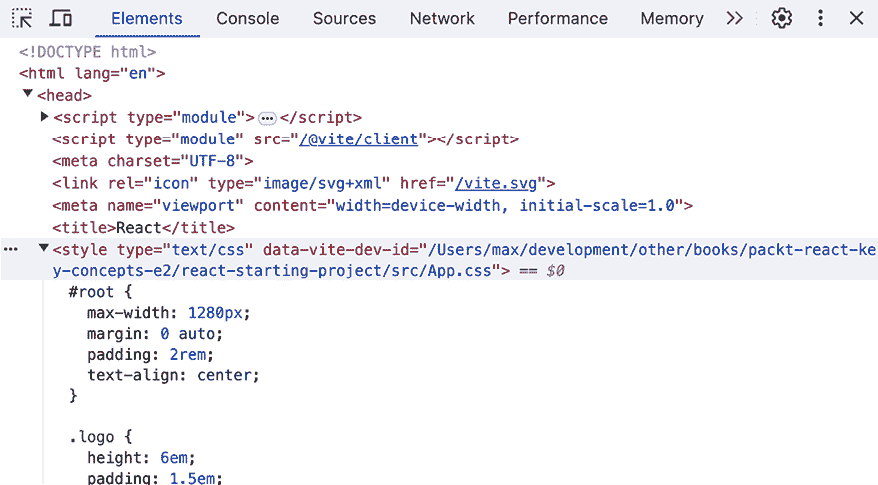 Elements Console Sources Network Performance Memory
<!DOCTYPE html>
<html lang="en">
<head>
<script type="module">…</script>
<script type="module" src="/@vite/client"></script>
<meta charset="UTF-8">
<link rel="icon" type="image/svg+xml" href="/vite.svg">
<meta name="viewport" content="width=device-width, initial-scale=1.0">
<title>React</title>
<style type="text/css" data-vite-dev-id="/Users/max/development/other/books/packt-react-ke
y-concepts-e2/react-starting-project/src/App.css"> == $0
#root {
max-width: 1280px;
margin: 0 auto;
padding: 2rem;
text-align: center;
}
.logo {
height: 6em;
padding: 1.5em;